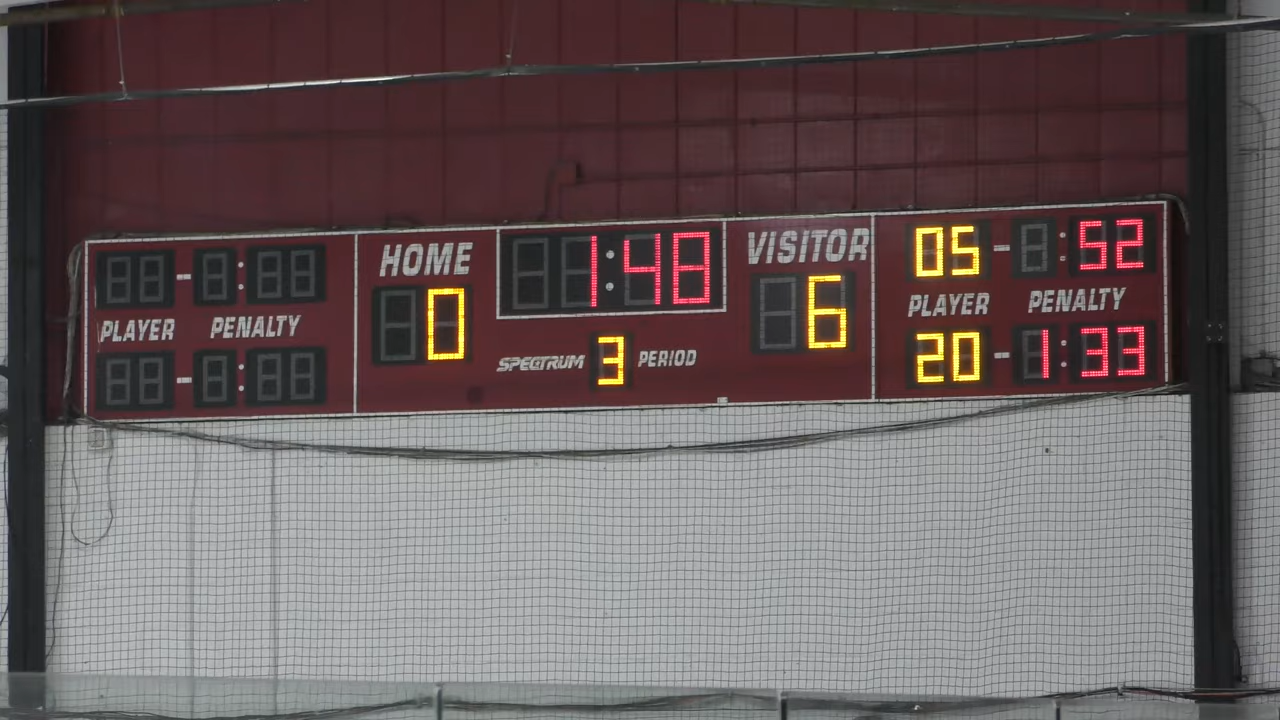 HOME 1:48 VISITOR 05 - :52
PLAYER PENALTY 0 6 PLAYER PENALTY
SPECTRUM 3 PERIOD 20 - 1:33